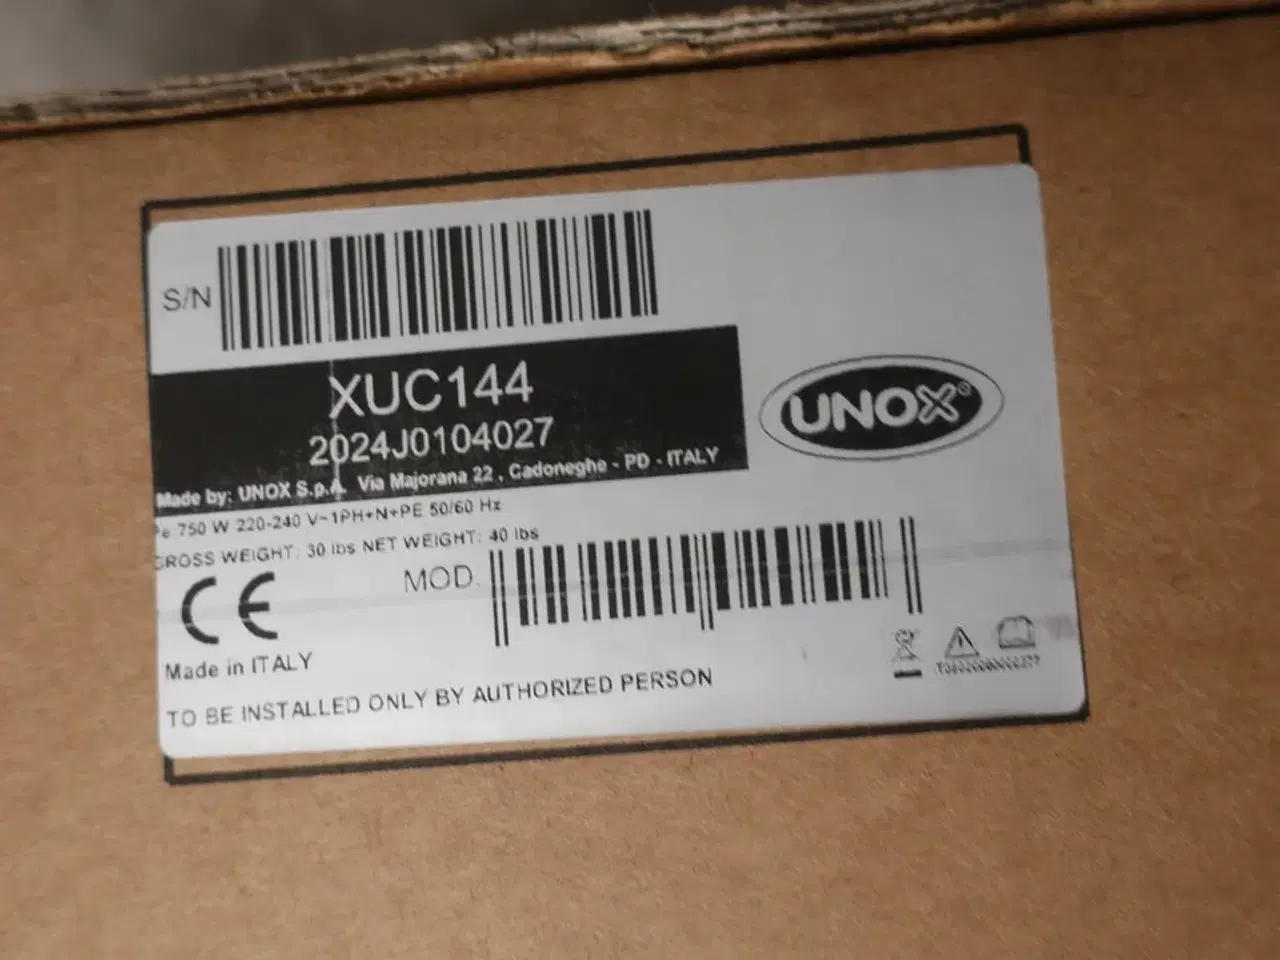 S/N
XUC144
2024J0104027
Made by: UNOX S.p.A. Via Majorana 22 , Cadoneghe - PD - ITALY
UNOX®
Pe 750 W 220-240 V~1PH+N+PE 50/60 Hz
GROSS WEIGHT: 30 lbs NET WEIGHT: 40 lbs
CE
MOD.
Made in ITALY
TO BE INSTALLED ONLY BY AUTHORIZED PERSON